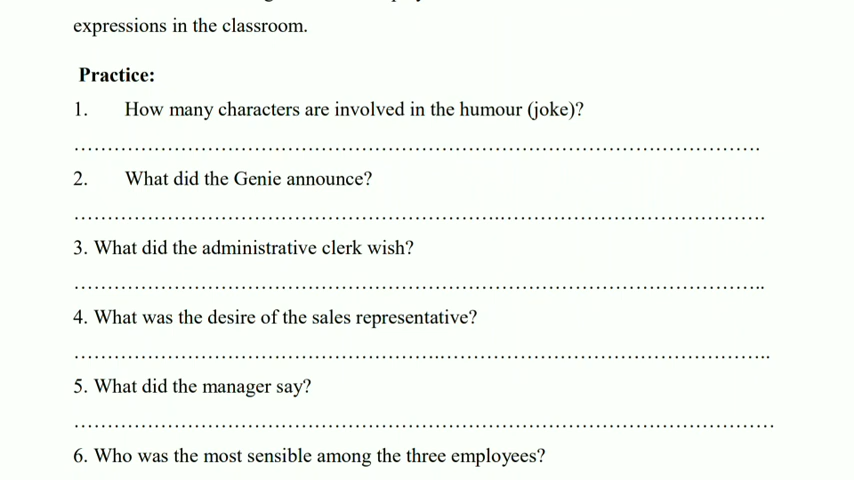 expressions in the classroom.
Practice:
1. How many characters are involved in the humour (joke)?
………………………………………………………………………………………
2. What did the Genie announce?
……………………………………………………….………………………………….
3. What did the administrative clerk wish?
………………………………………………………………………………………..
4. What was the desire of the sales representative?
……………………………………………….…………………………………………..
5. What did the manager say?
…………………………………………………………………………………………
6. Who was the most sensible among the three employees?